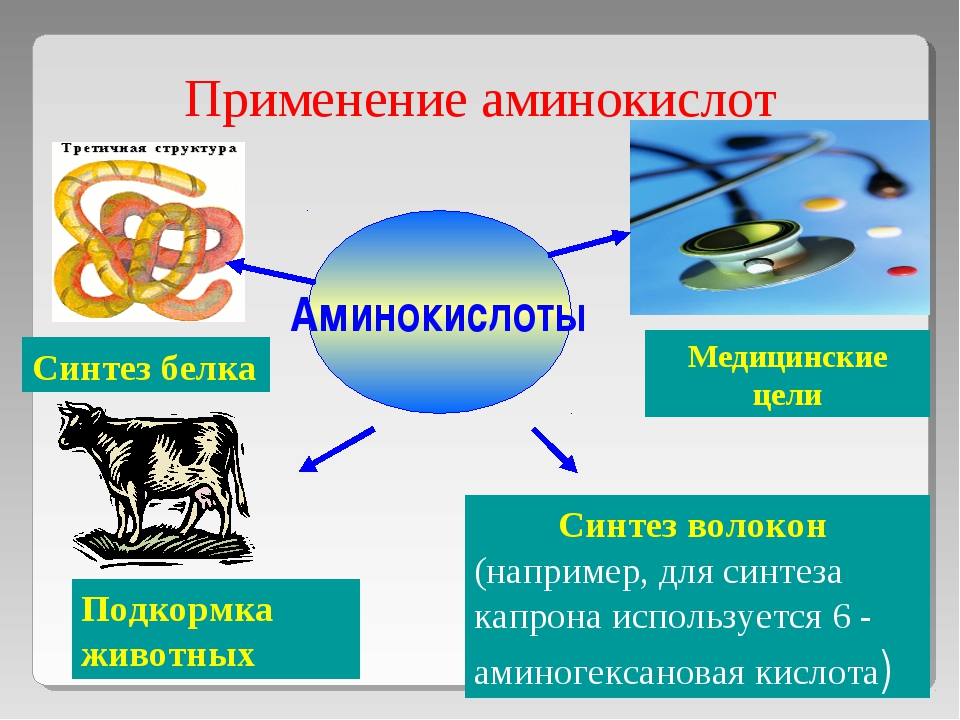 Применение аминокислот
Третичная структура
Аминокислоты
Синтез белка
Медицинские
цели
Подкормка
животных
Синтез волокон
(например, для синтеза
капрона используется 6 -
аминогексановая кислота)